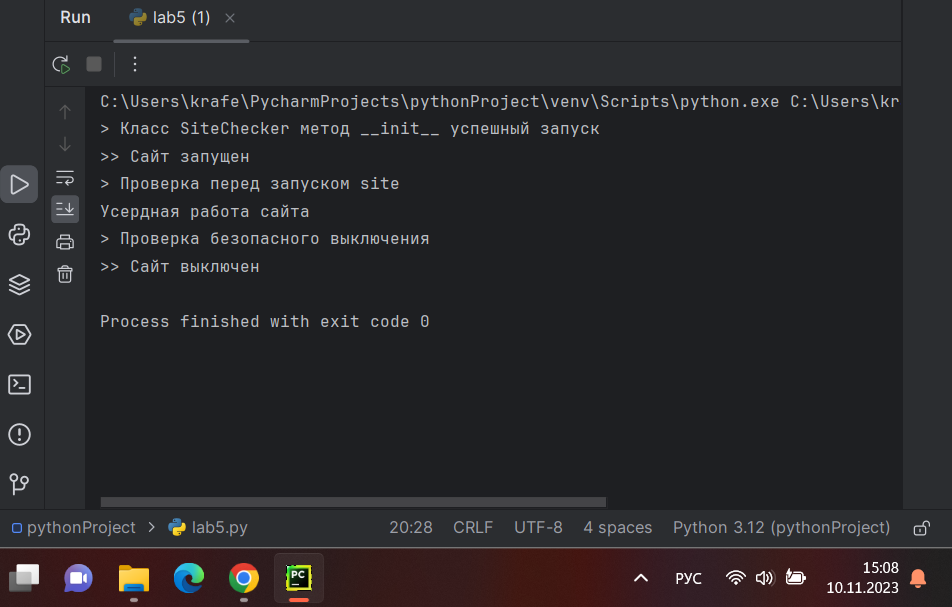 Run lab5 (1)
C:\Users\krafe\PycharmProjects\pythonProject\venv\Scripts\python.exe C:\Users\kr
> Класс SiteChecker метод __init__ успешный запуск
>> Сайт запущен
> Проверка перед запуском site
Усердная работа сайта
> Проверка безопасного выключения
>> Сайт выключен
Process finished with exit code 0
pythonProject > lab5.py 20:28 CRLF UTF-8 4 spaces Python 3.12 (pythonProject)
PC
РУС
15:08
10.11.2023